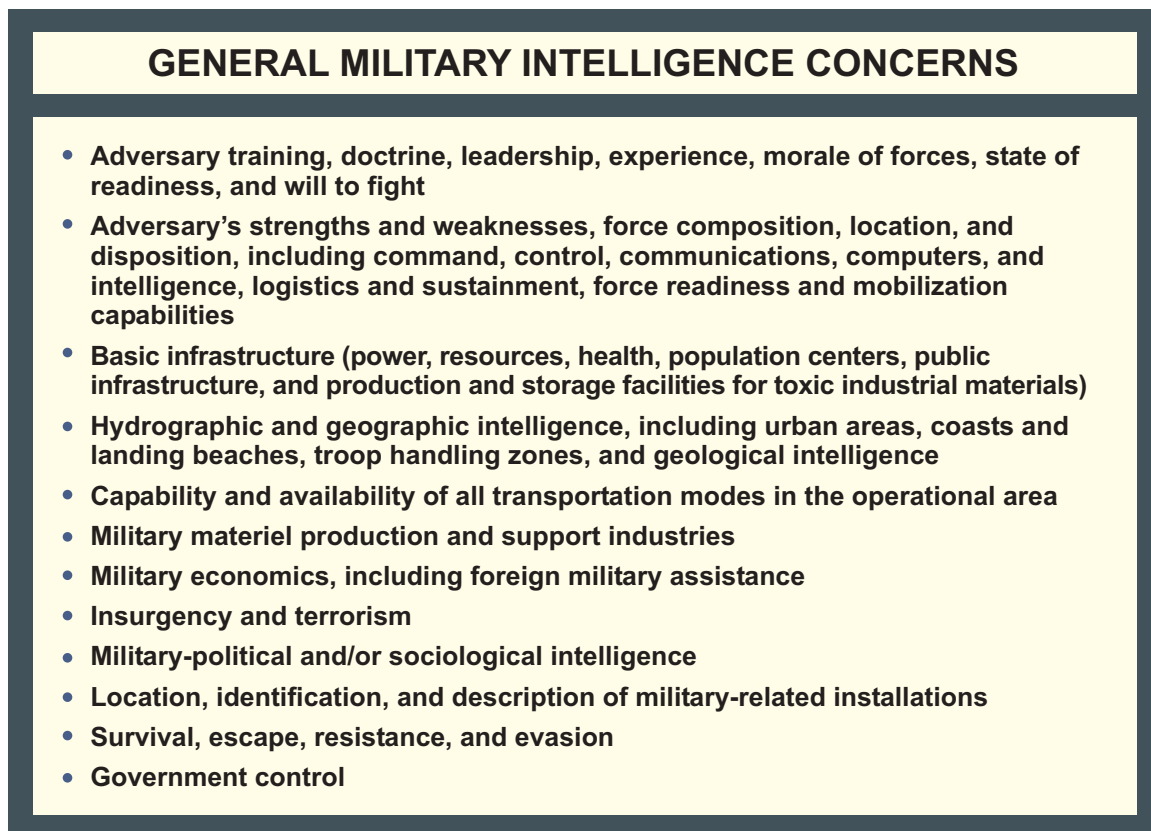 GENERAL MILITARY INTELLIGENCE CONCERNS
• Adversary training, doctrine, leadership, experience, morale of forces, state of
readiness, and will to fight
• Adversary’s strengths and weaknesses, force composition, location, and
disposition, including command, control, communications, computers, and
intelligence, logistics and sustainment, force readiness and mobilization
capabilities
• Basic infrastructure (power, resources, health, population centers, public
infrastructure, and production and storage facilities for toxic industrial materials)
• Hydrographic and geographic intelligence, including urban areas, coasts and
landing beaches, troop handling zones, and geological intelligence
• Capability and availability of all transportation modes in the operational area
• Military materiel production and support industries
• Military economics, including foreign military assistance
• Insurgency and terrorism
• Military-political and/or sociological intelligence
• Location, identification, and description of military-related installations
• Survival, escape, resistance, and evasion
• Government control